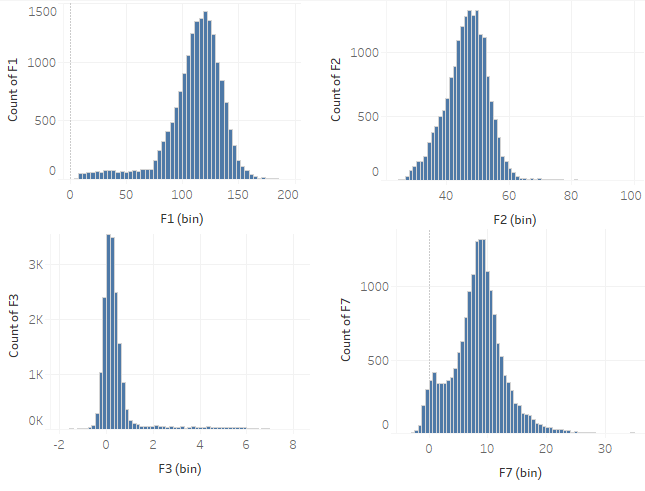 Count of F1
1500
1000
500
0
0
50
100
150
200
F1 (bin)
Count of F2
1000
500
0
40
60
80
100
F2 (bin)
Count of F3
3K
2K
1K
0K
-2
0
2
4
6
8
F3 (bin)
Count of F7
1000
500
0
0
10
20
30
F7 (bin)